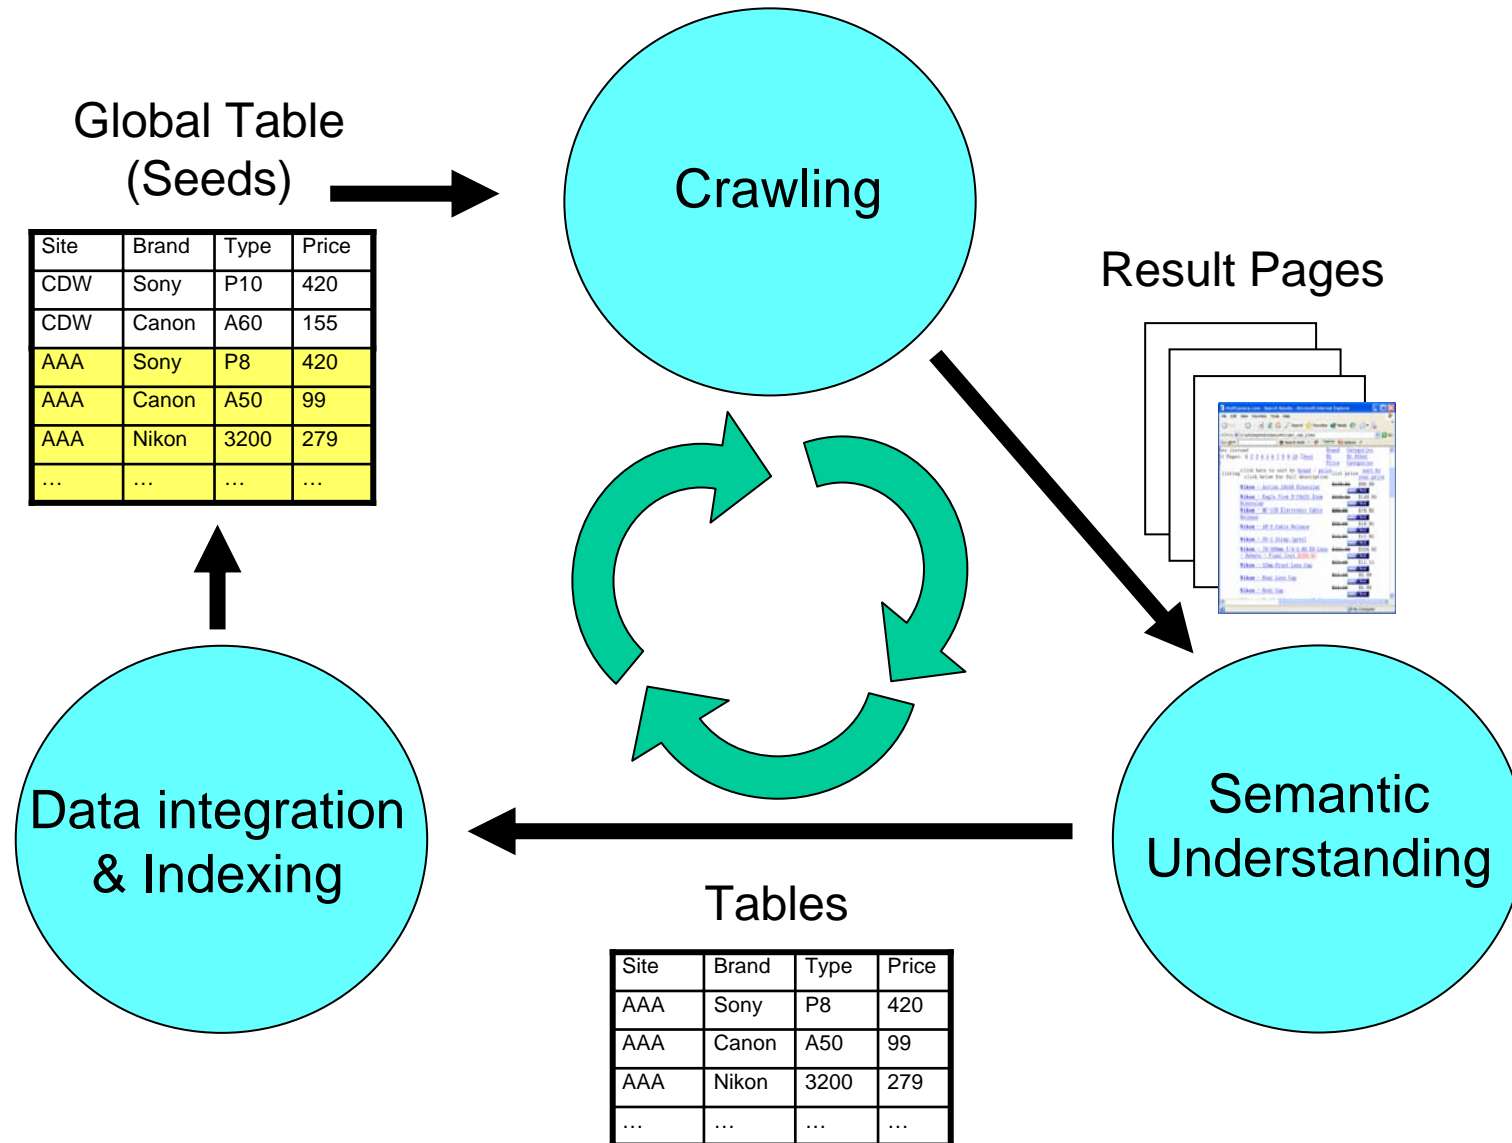 Global Table
(Seeds)
Site Brand Type Price
CDW Sony P10 420
CDW Canon A60 155
AAA Sony P8 420
AAA Canon A50 99
AAA Nikon 3200 279
… … … …
Crawling
Result Pages
Data integration
& Indexing
Semantic
Understanding
Tables
Site Brand Type Price
AAA Sony P8 420
AAA Canon A50 99
AAA Nikon 3200 279
… … … …